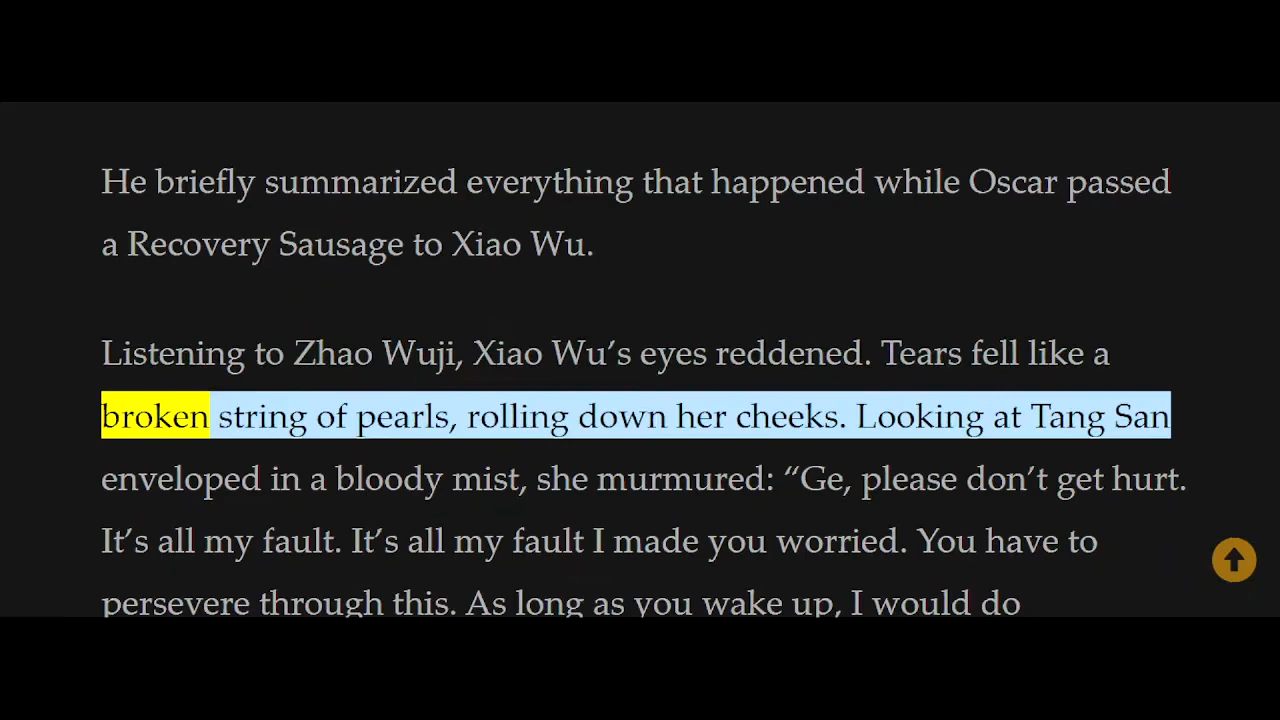 He briefly summarized everything that happened while Oscar passed
a Recovery Sausage to Xiao Wu.
Listening to Zhao Wuji, Xiao Wu’s eyes reddened. Tears fell like a
broken string of pearls, rolling down her cheeks. Looking at Tang San
enveloped in a bloody mist, she murmured: “Ge, please don’t get hurt.
It’s all my fault. It’s all my fault I made you worried. You have to
persevere through this. As long as you wake up, I would do